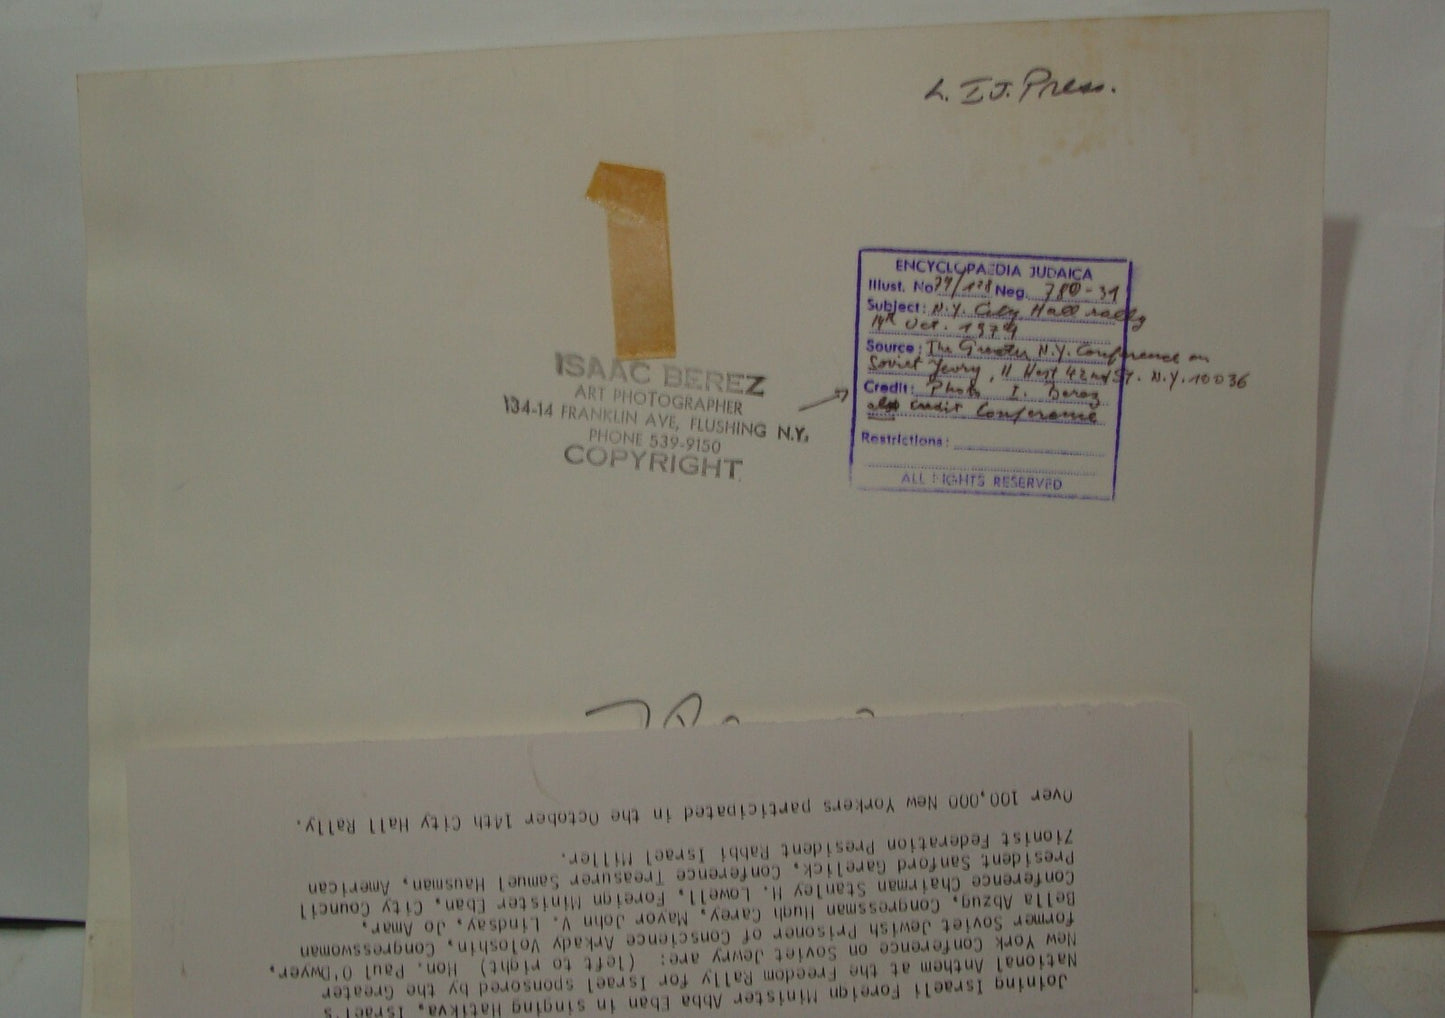 L. I J. Press.
ISAAC BEREZ
ART PHOTOGRAPHER
134-14 FRANKLIN AVE, FLUSHING N.Y.
PHONE 539-9150
COPYRIGHT
ENCYCLOPAEDIA JUDAICA
Illust. No Neg. 780-31
Subject: N.Y. City Hall rally
14th Oct. 1974
Source: The Greater N.Y. Conference on
Soviet Jewry, 11 West 42nd St. N.Y. 10036
Credit: Photo I. Berez
also credit Conference
Restrictions:
ALL RIGHTS RESERVED
Joining Israeli Foreign Minister Abba Eban in singing Hatikva, Israel's
National Anthem at the Freedom Rally for Israel sponsored by the Greater
New York Conference on Soviet Jewry are: (left to right) Hon. Paul O'Dwyer,
former Soviet Jewish Prisoner of Conscience Arkady Voloshin, Congresswoman
Bella Abzug, Congressman Hugh Carey, Mayor John V. Lindsay, Jo Amar,
Conference Chairman Stanley H. Lowell, Foreign Minister Eban, City Council
President Sanford Garelick, Conference Treasurer Samuel Hausman, American
Zionist Federation President Rabbi Israel Miller.
Over 100,000 New Yorkers participated in the October 14th City Hall Rally.